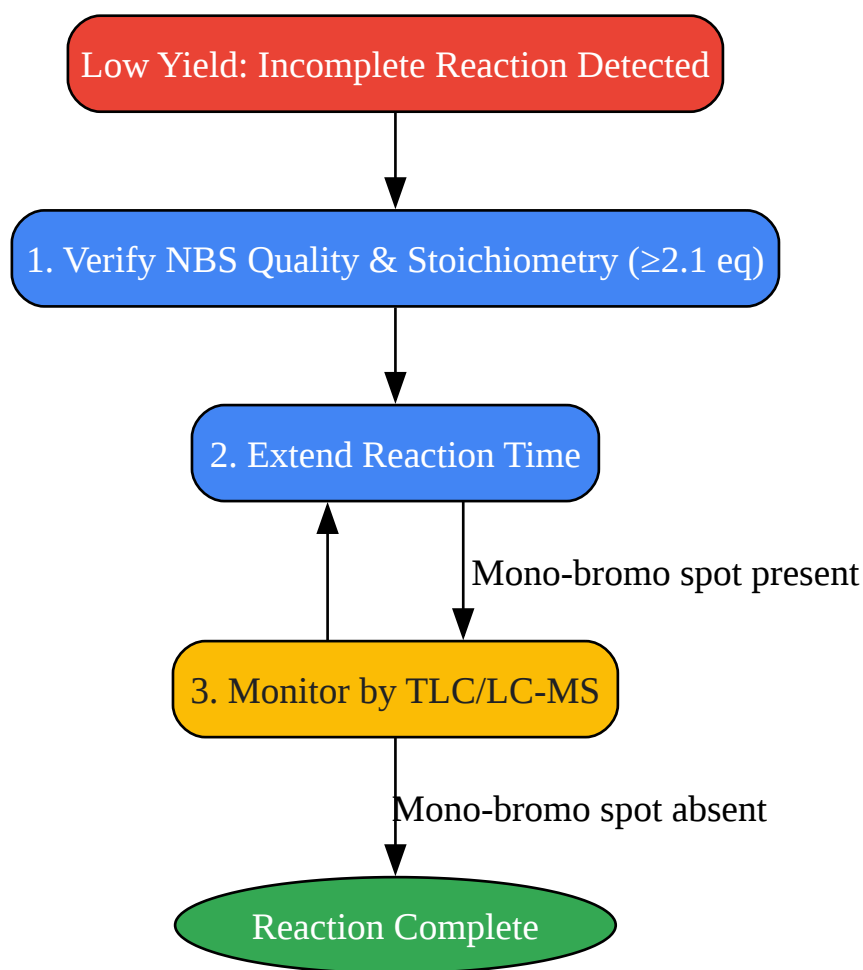 Low Yield: Incomplete Reaction Detected
1. Verify NBS Quality & Stoichiometry (≥2.1 eq)
2. Extend Reaction Time
Mono-bromo spot present
3. Monitor by TLC/LC-MS
Mono-bromo spot absent
Reaction Complete